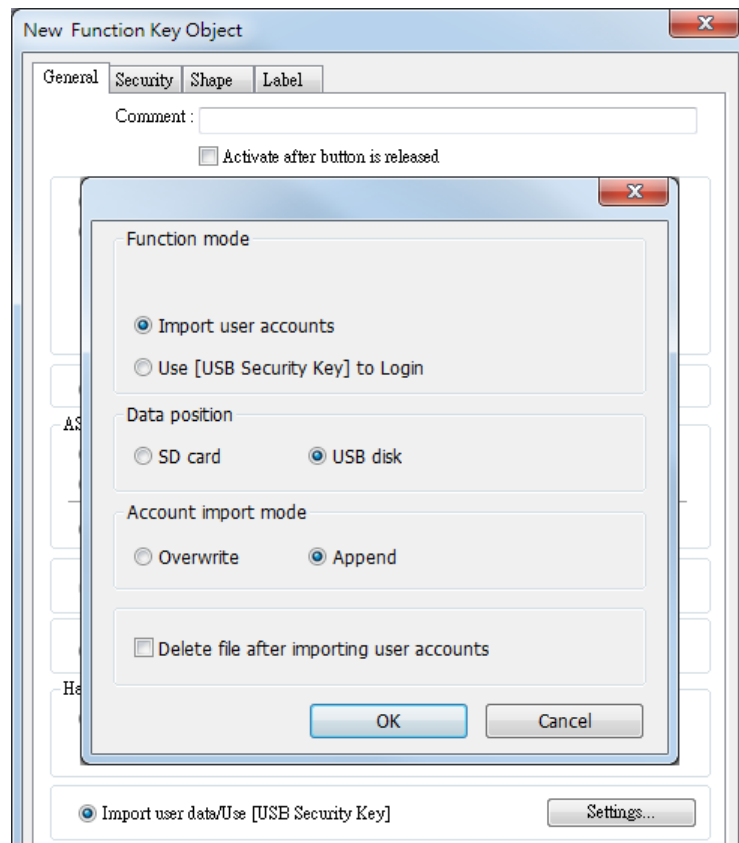 New Function Key Object
General Security Shape Label
Comment :
Activate after button is released
Function mode
Import user accounts
Use [USB Security Key] to Login
Data position
SD card USB disk
Account import mode
Overwrite Append
Delete file after importing user accounts
OK Cancel
AS
Ha
Import user data/Use [USB Security Key] Settings...